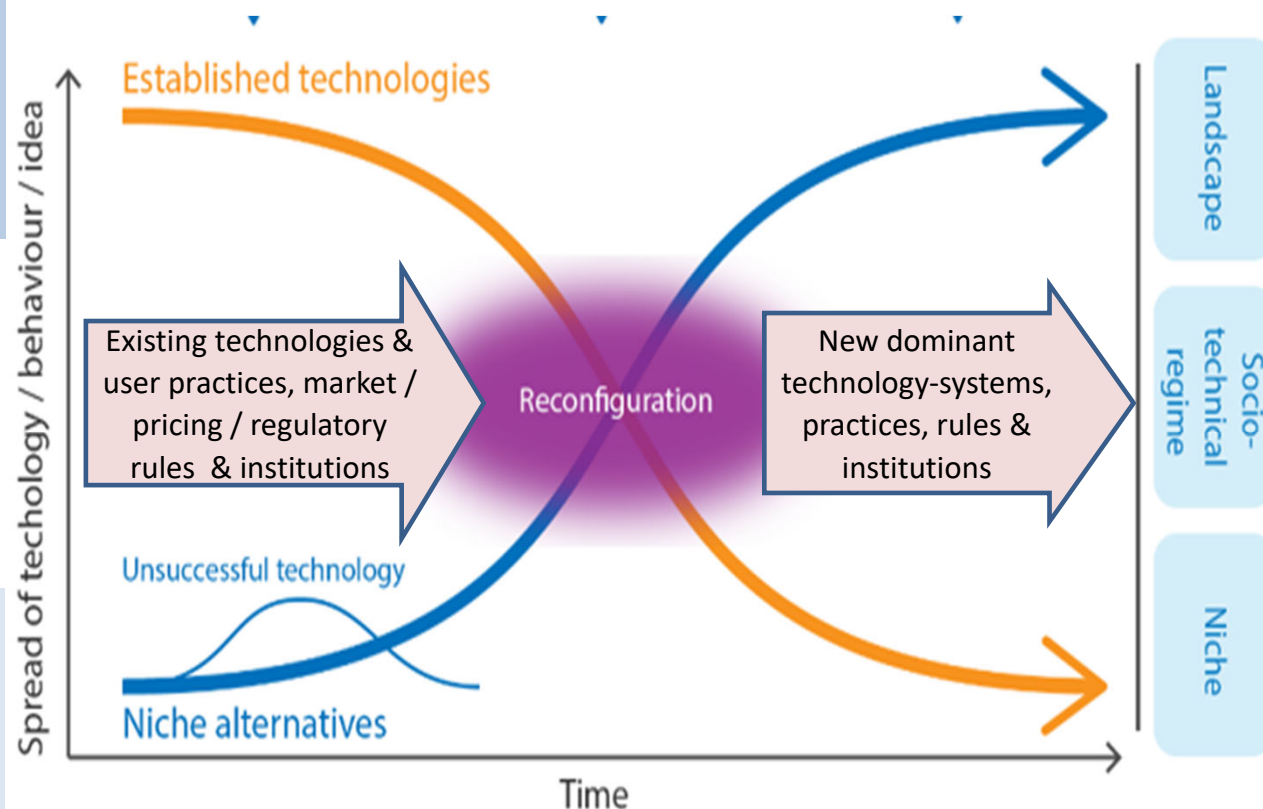 Established technologies
Spread of techology / behaviour / idea
Existing technologies &
user practices, market /
pricing / regulatory
rules & institutions
Reconfiguration
New dominant
technology-systems,
practices, rules &
institutions
Unsuccessful technology
Niche alternatives
Time
Landscape
Socio-
technical
regime
Niche